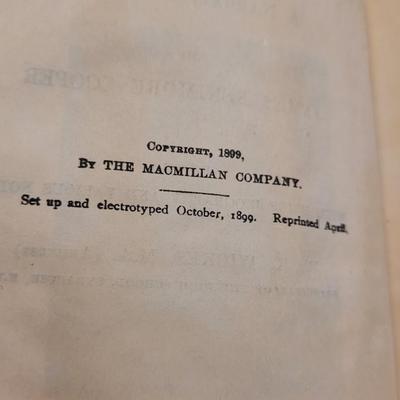 COPYRIGHT, 1899,
BY THE MACMILLAN COMPANY.
Set up and electrotyped October, 1899. Reprinted April,